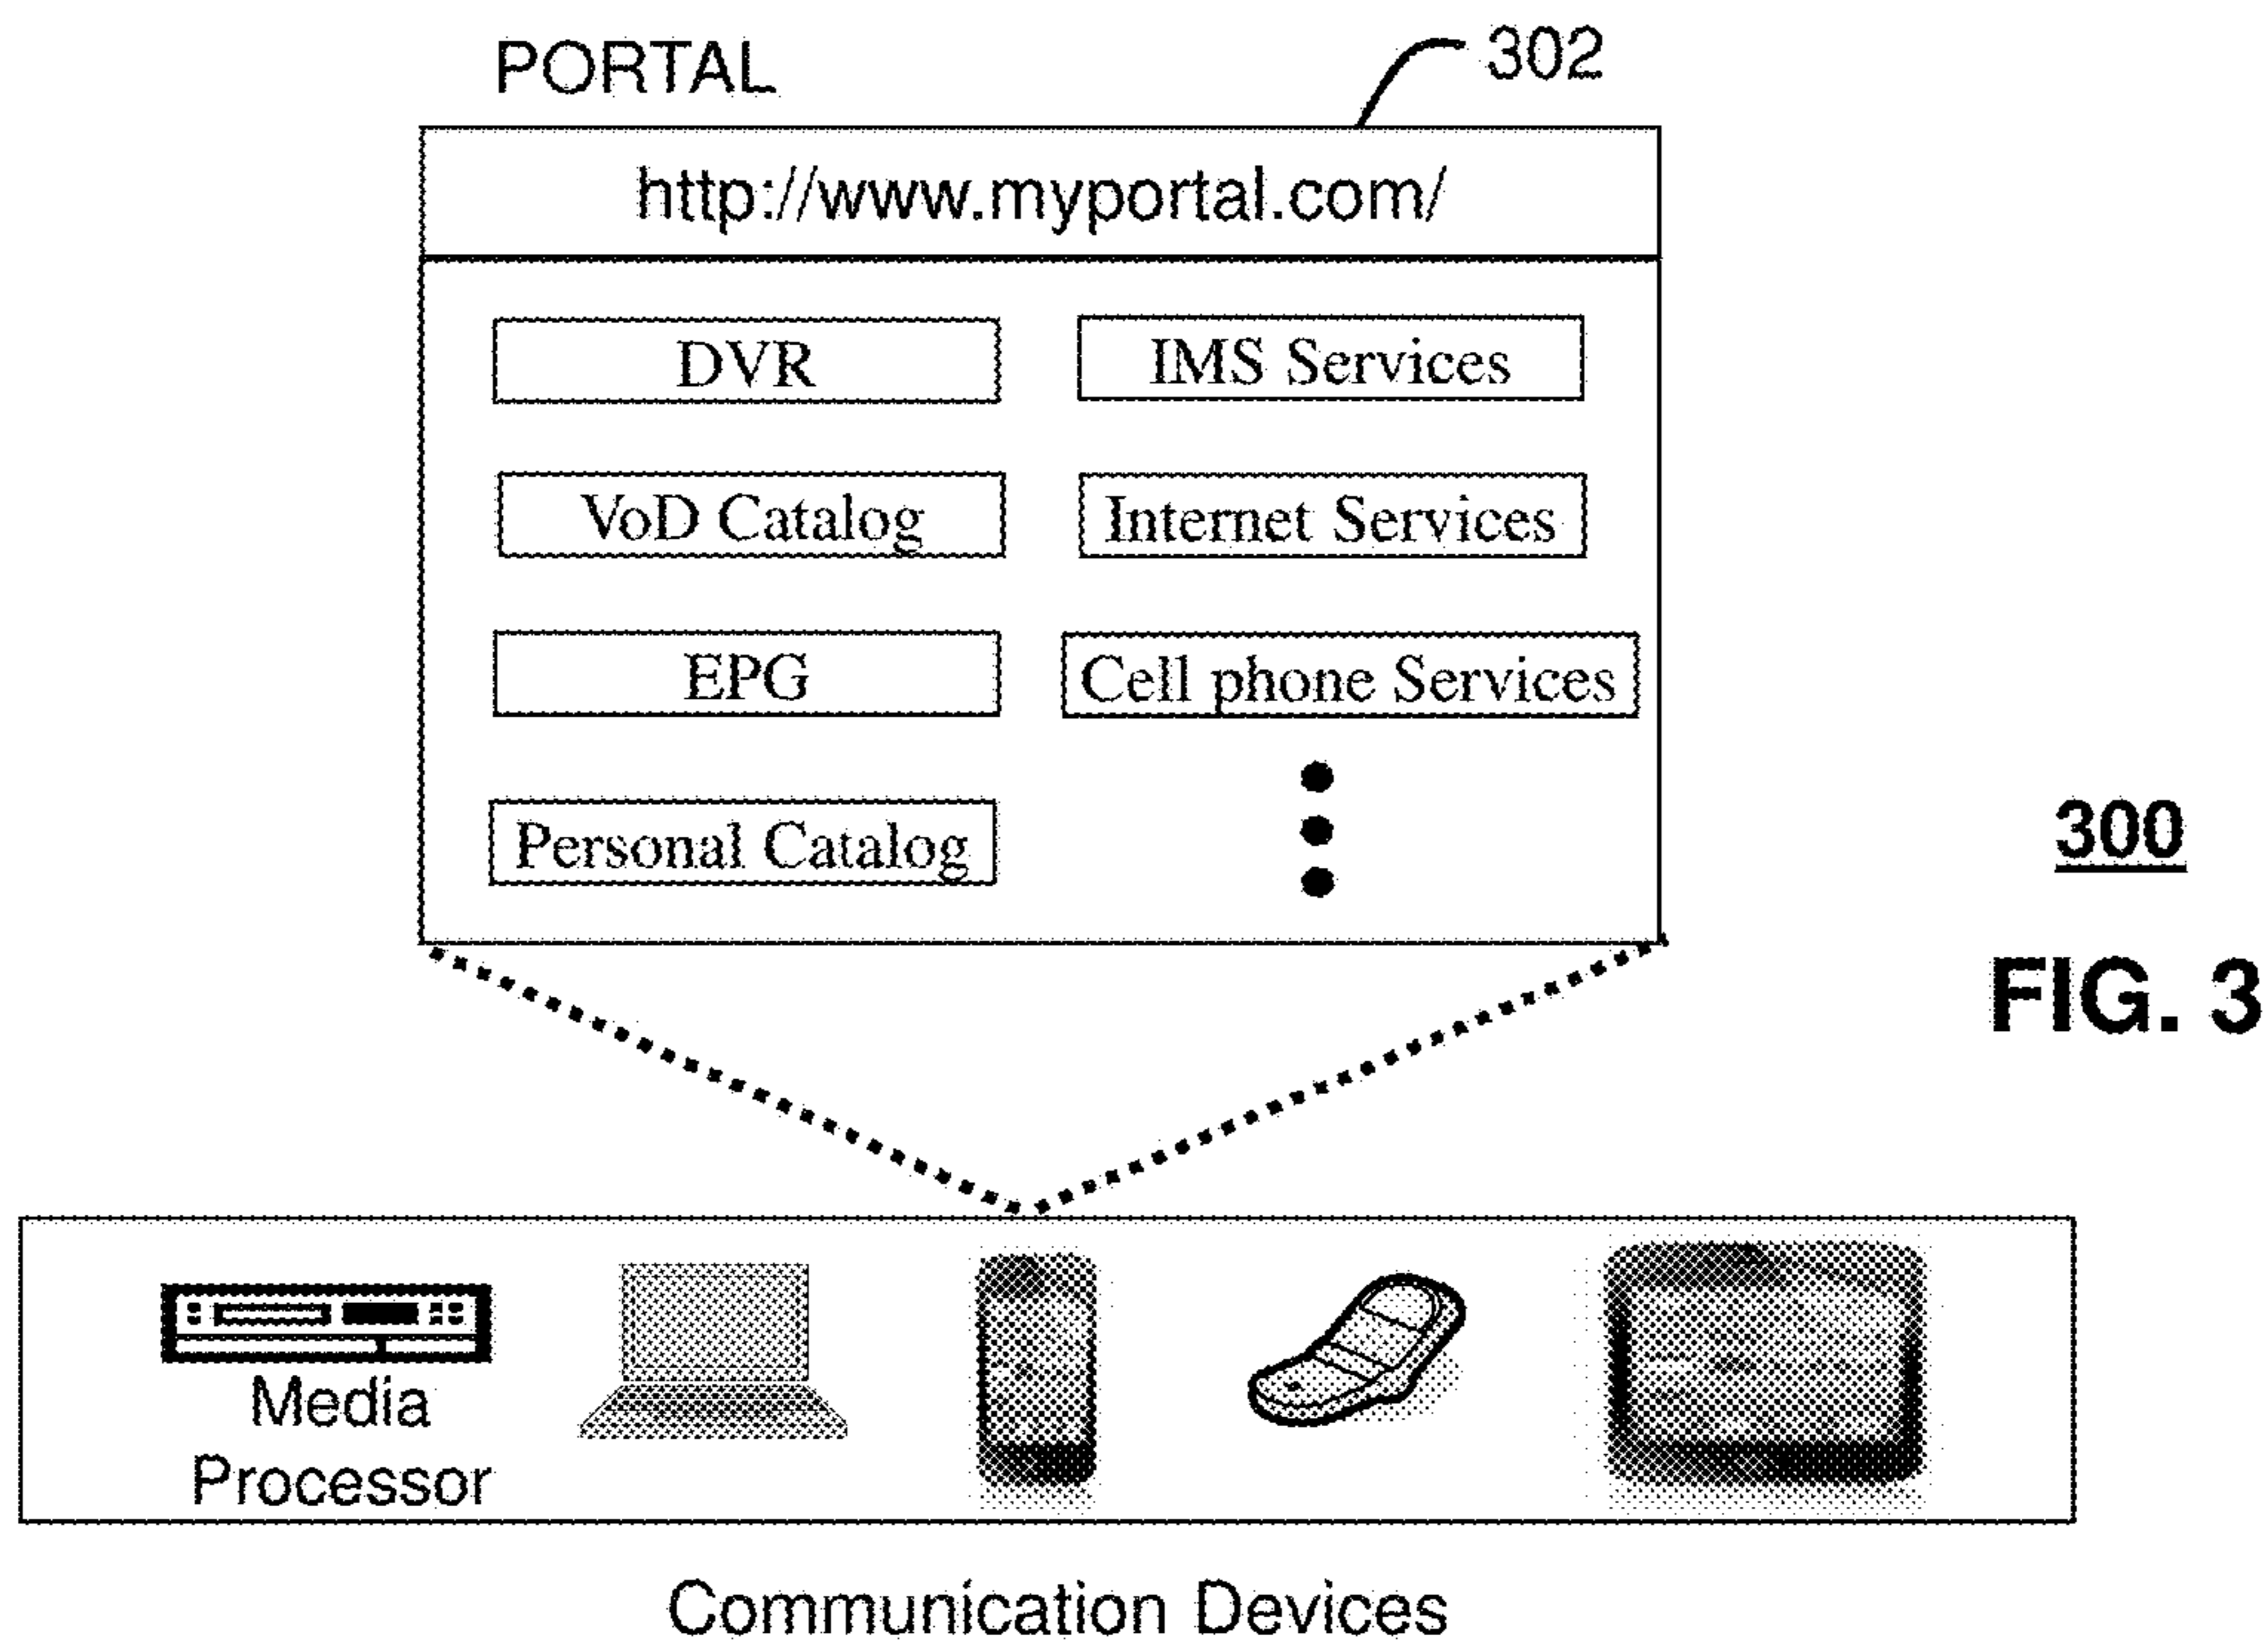 PORTAL
302
http://www.myportal.com/
DVR
IMS Services
VoD Catalog
Internet Services
EPG
Cell phone Services
Personal Catalog
300
FIG. 3
Media
Processor
Communication Devices